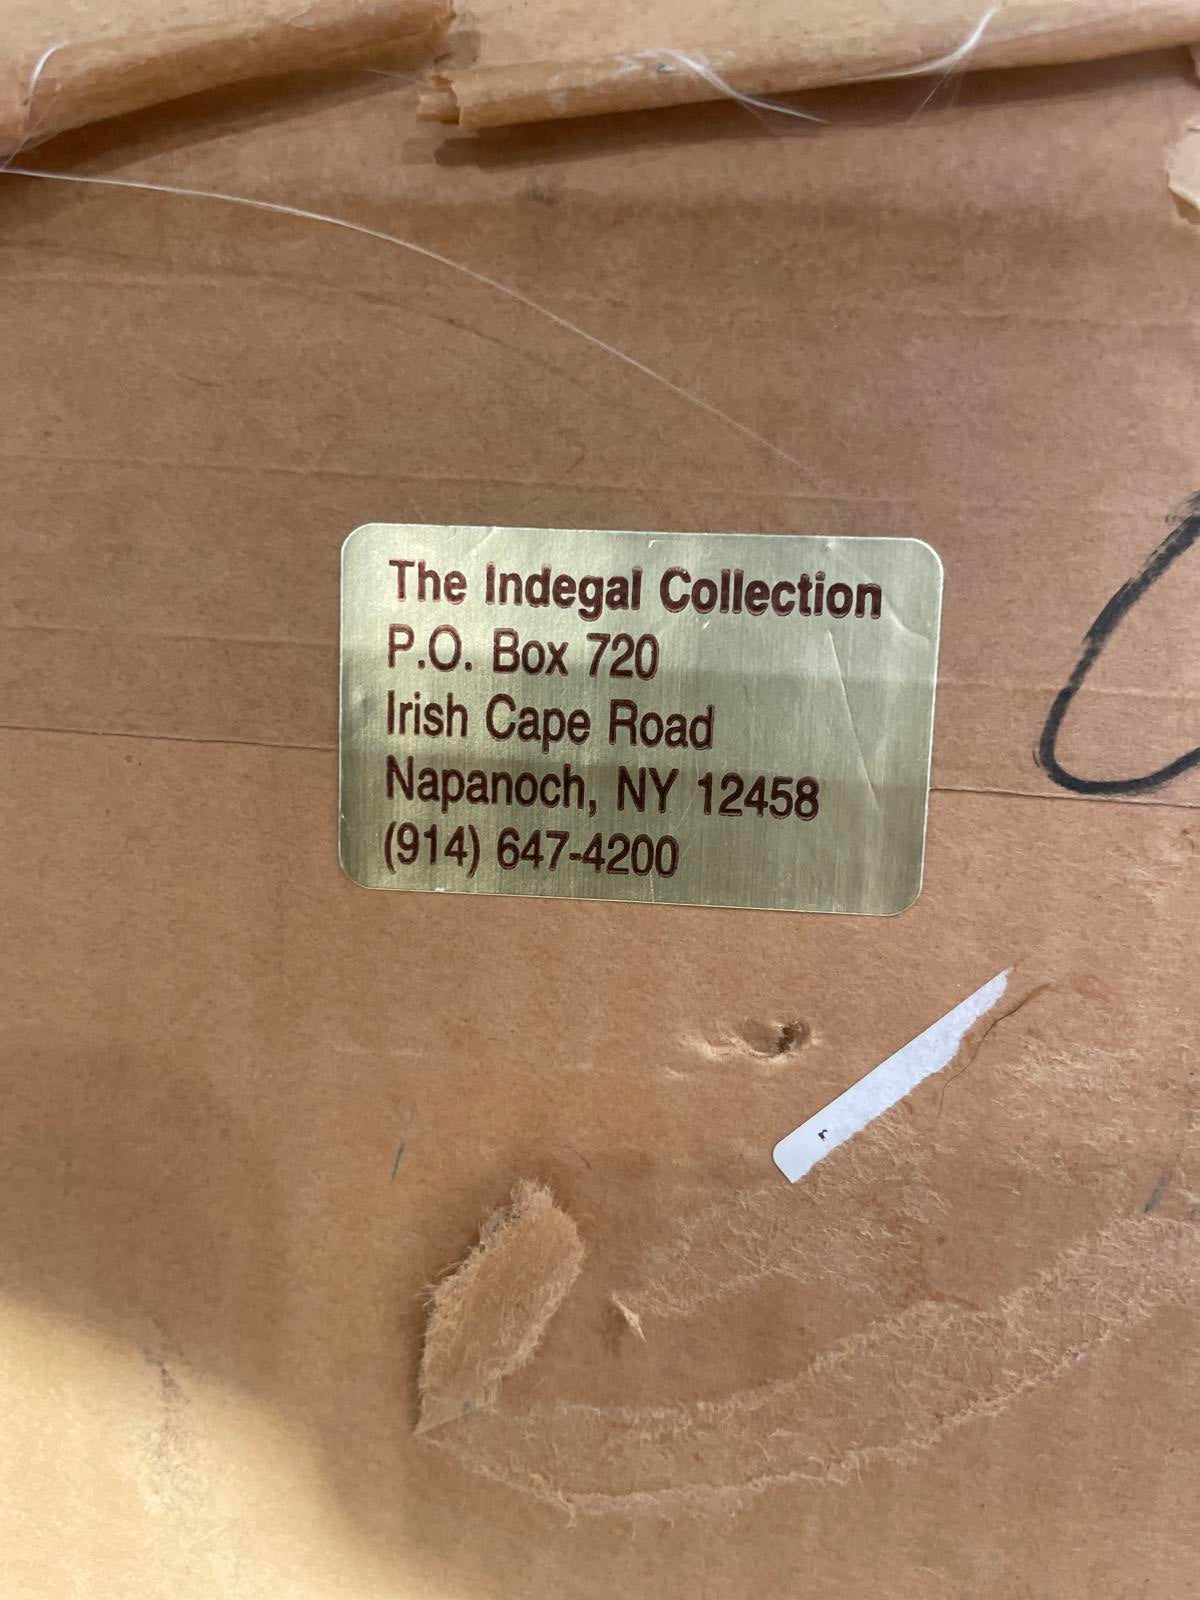 The Indegal Collection
P.O. Box 720
Irish Cape Road
Napanoch, NY 12458
(914) 647-4200
r